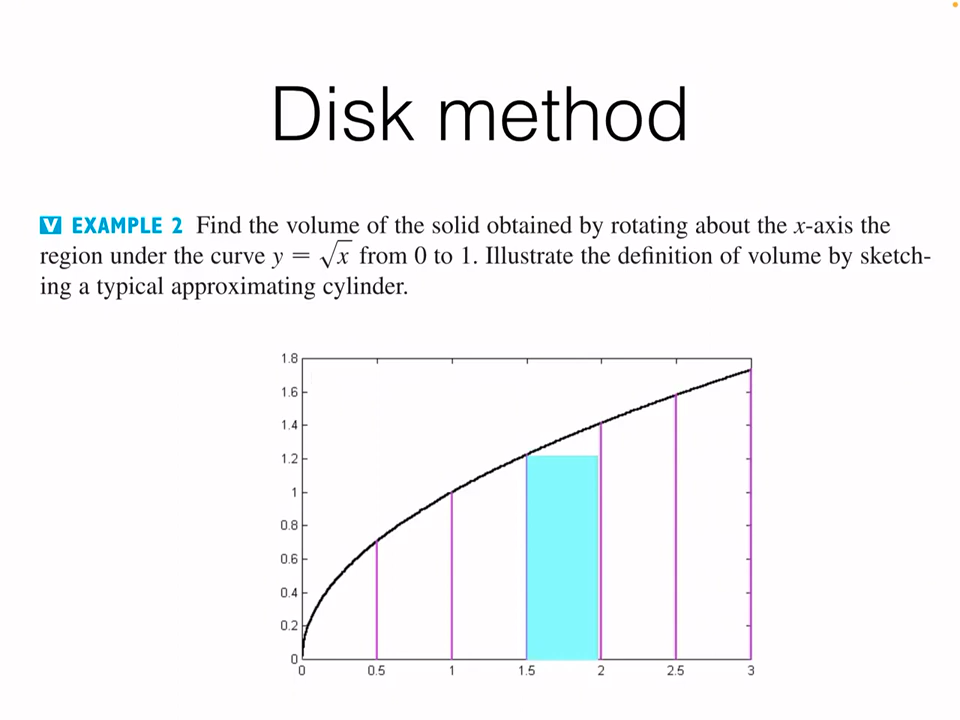 Disk method
V EXAMPLE 2 Find the volume of the solid obtained by rotating about the x-axis the
region under the curve y = √x from 0 to 1. Illustrate the definition of volume by sketch-
ing a typical approximating cylinder.
1.8
1.6
1.4
1.2
1
0.8
0.6
0.4
0.2
0
0 0.5 1 1.5 2 2.5 3